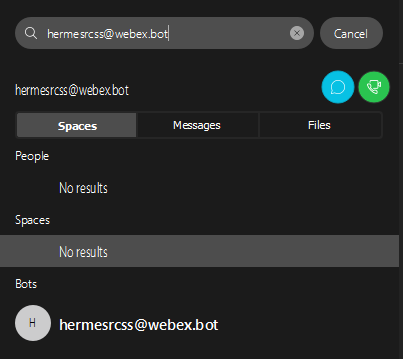 hermesrcss@webex.bot Cancel
hermesrcss@webex.bot
Spaces Messages Files
People
No results
Spaces
No results
Bots
H hermesrcss@webex.bot